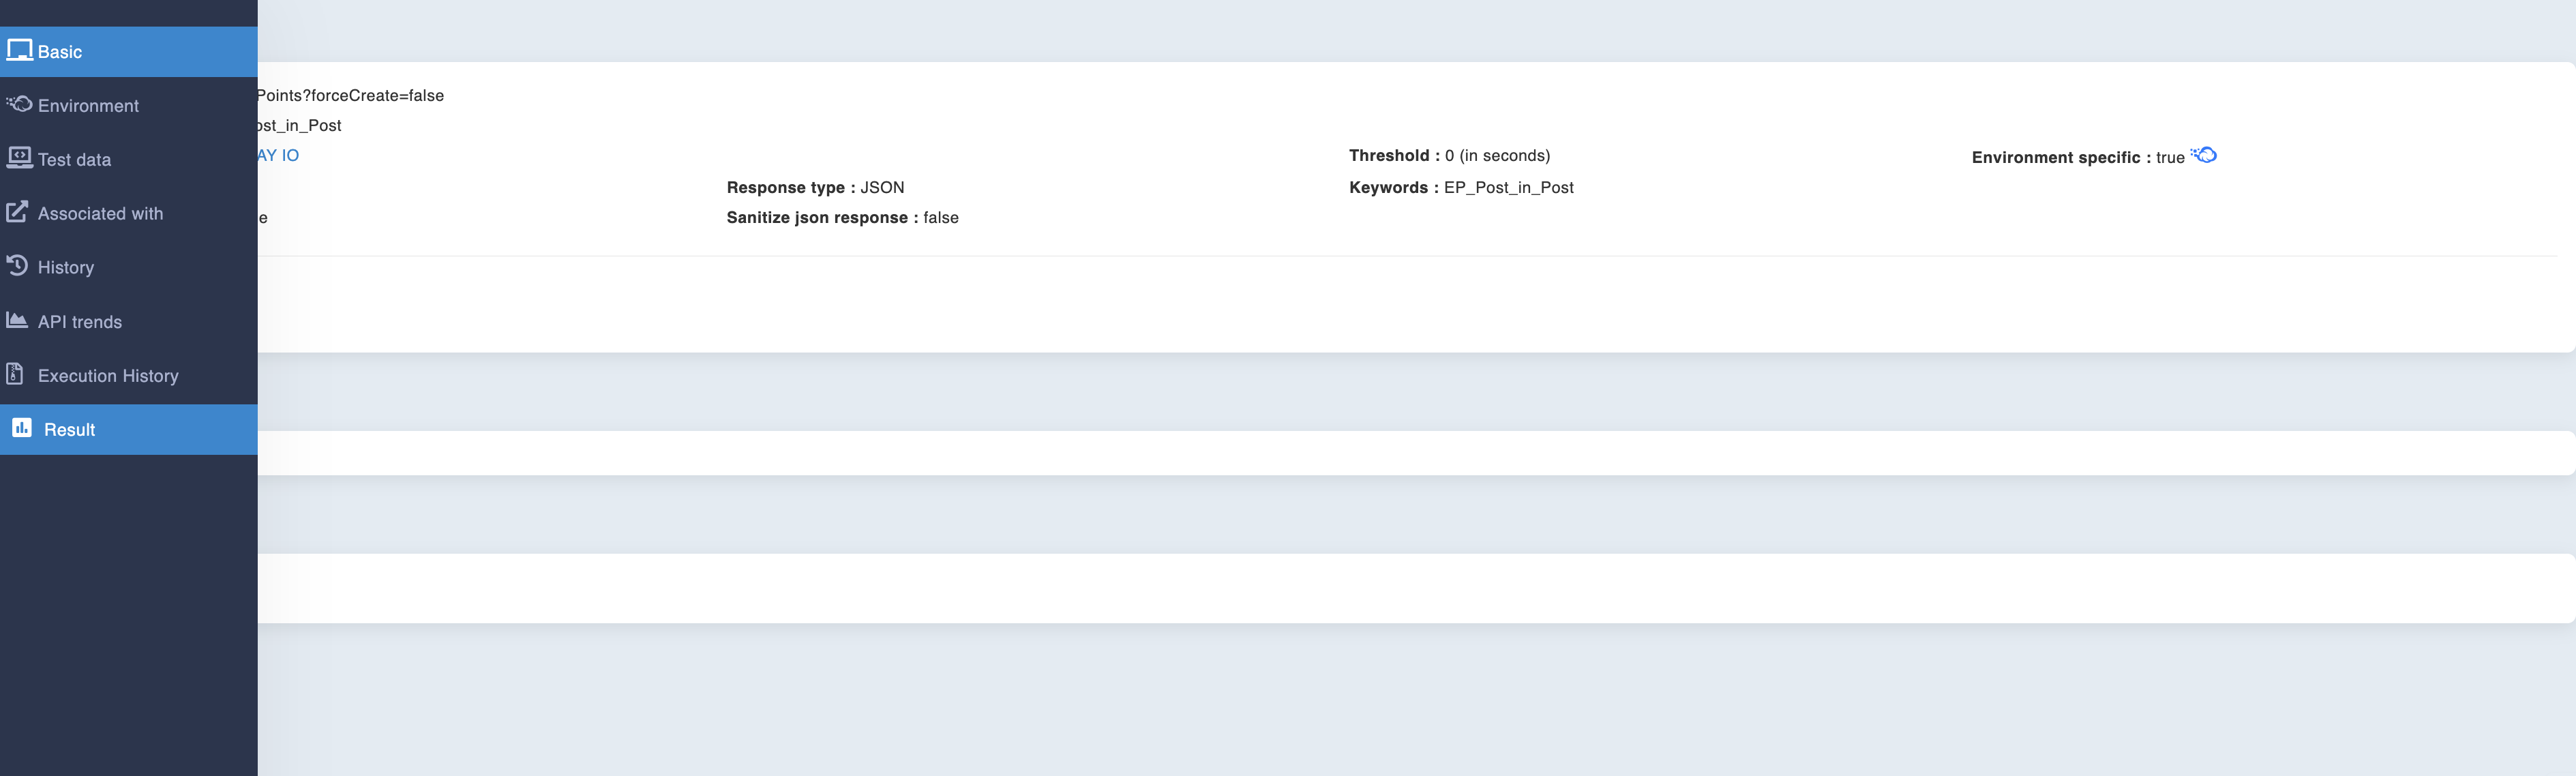 Basic
Environment
Test data
Associated with
History
API trends
Execution History
Result
Points?forceCreate=false
ost_in_Post
AY IO
Threshold : 0 (in seconds)
Environment specific : true
Response type : JSON
Keywords : EP_Post_in_Post
e
Sanitize json response : false